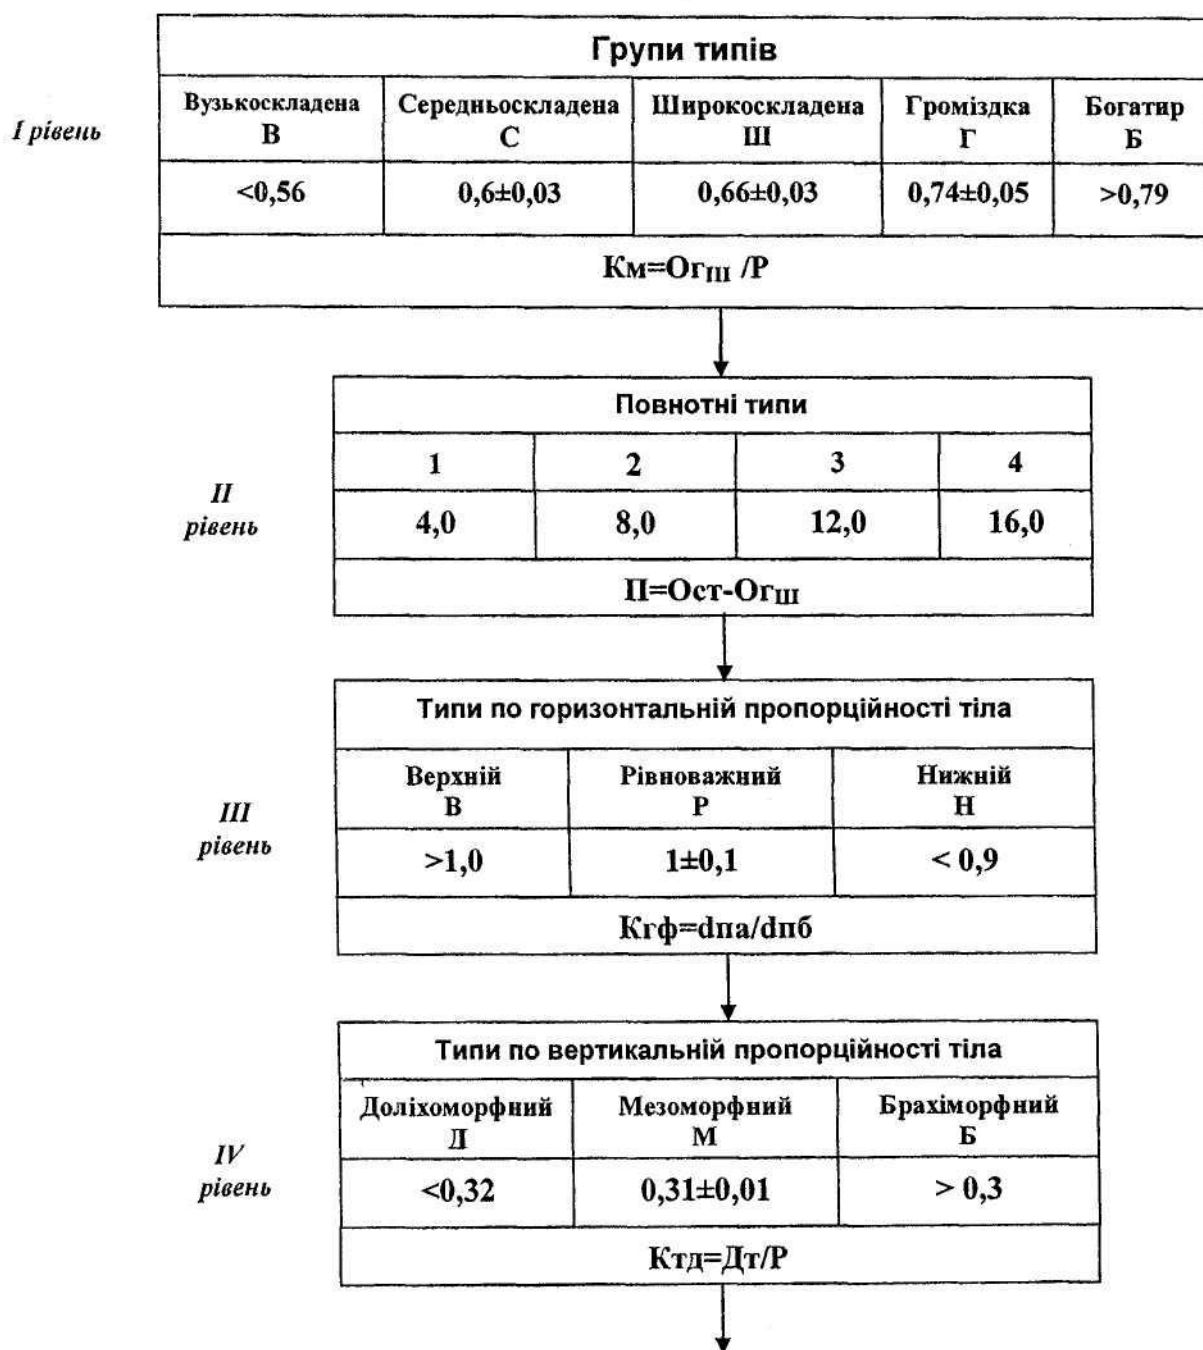 Групи типів
I рівень
Вузькоскладена Середньоскладена Широкоскладена Громіздка Богатир
В С Ш Г Б
<0,56 0,6±0,03 0,66±0,03 0,74±0,05 >0,79
Км=ОгIII /Р
Повнотні типи
1 2 3 4
II
рівень
4,0 8,0 12,0 16,0
П=Ост-ОгIII
Типи по горизонтальній пропорційності тіла
Верхній Рівноважний Нижній
В Р Н
III
рівень
>1,0 1±0,1 < 0,9
Кгф=dпа/dпб
Типи по вертикальній пропорційності тіла
Доліхоморфний Мезоморфний Брахіморфний
Д М Б
IV
рівень
<0,32 0,31±0,01 > 0,3
Ктд=Дт/Р